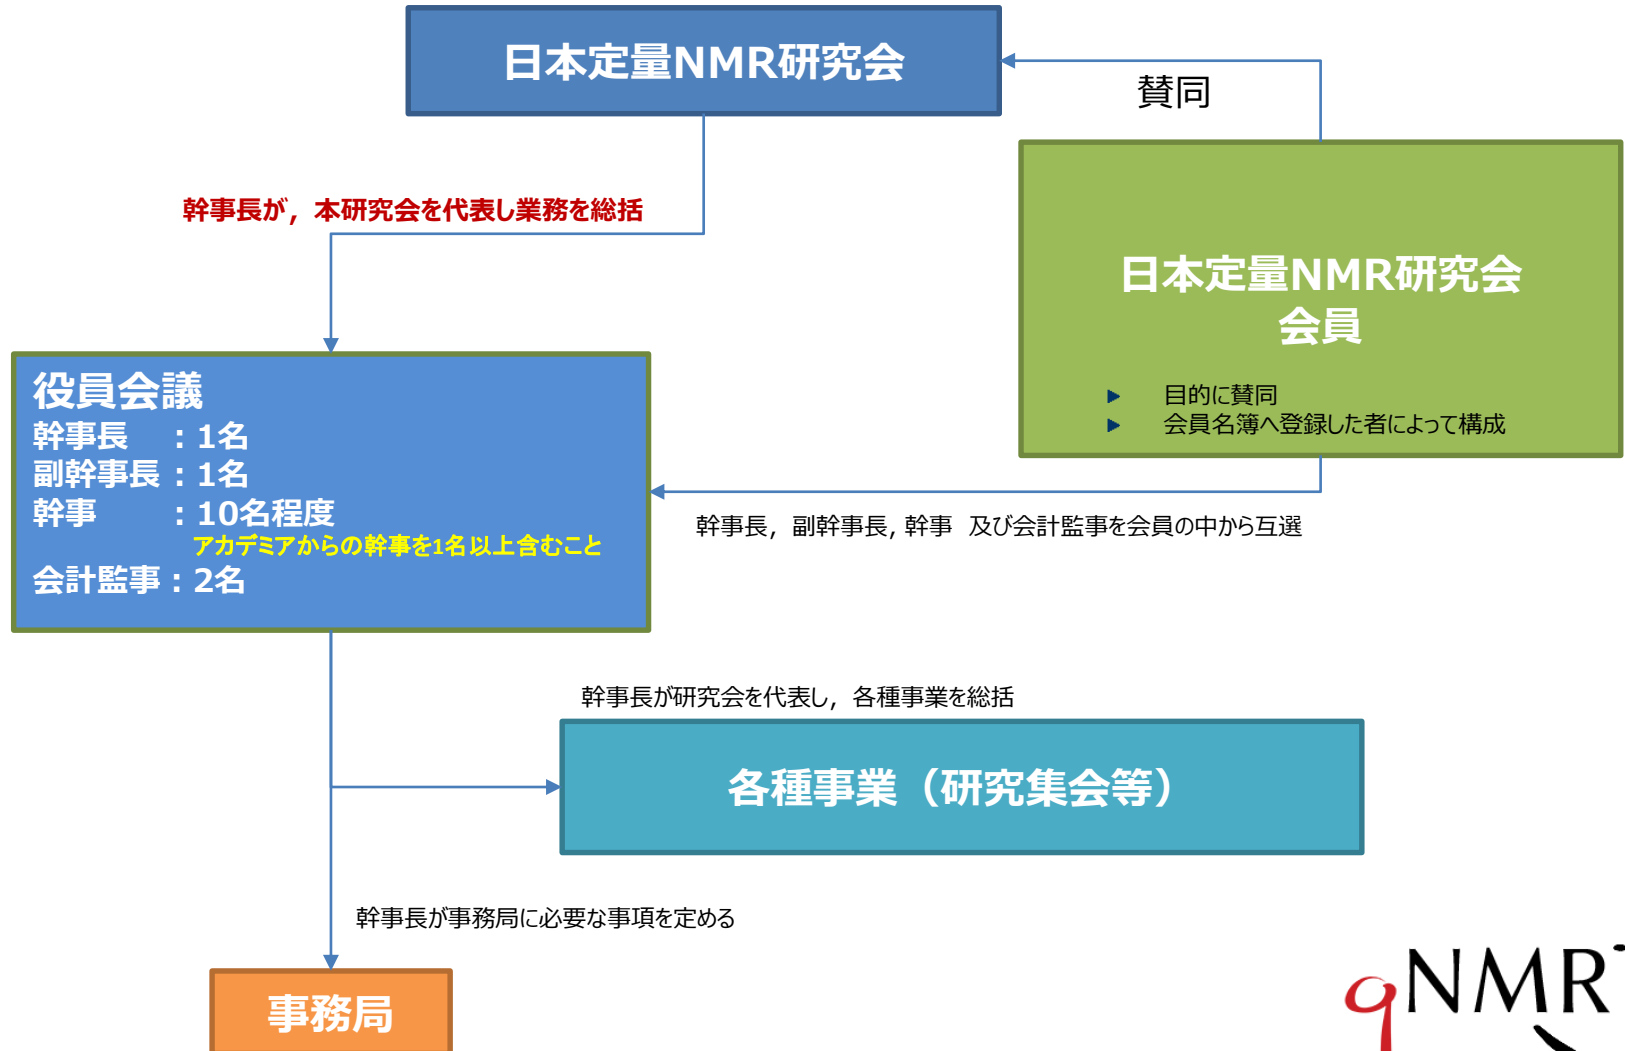 日本定量NMR研究会
賛同
幹事長が，本研究会を代表し業務を総括
日本定量NMR研究会
会員
目的に賛同
会員名簿へ登録した者によって構成
役員会議
幹事長　：1名
副幹事長：1名
幹事　　：10名程度
アカデミアからの幹事を1名以上含むこと
会計監事：2名
幹事長，副幹事長，幹事　及び会計監事を会員の中から互選
幹事長が研究会を代表し，各種事業を総括
各種事業（研究集会等）
幹事長が事務局に必要な事項を定める
事務局
qNMR